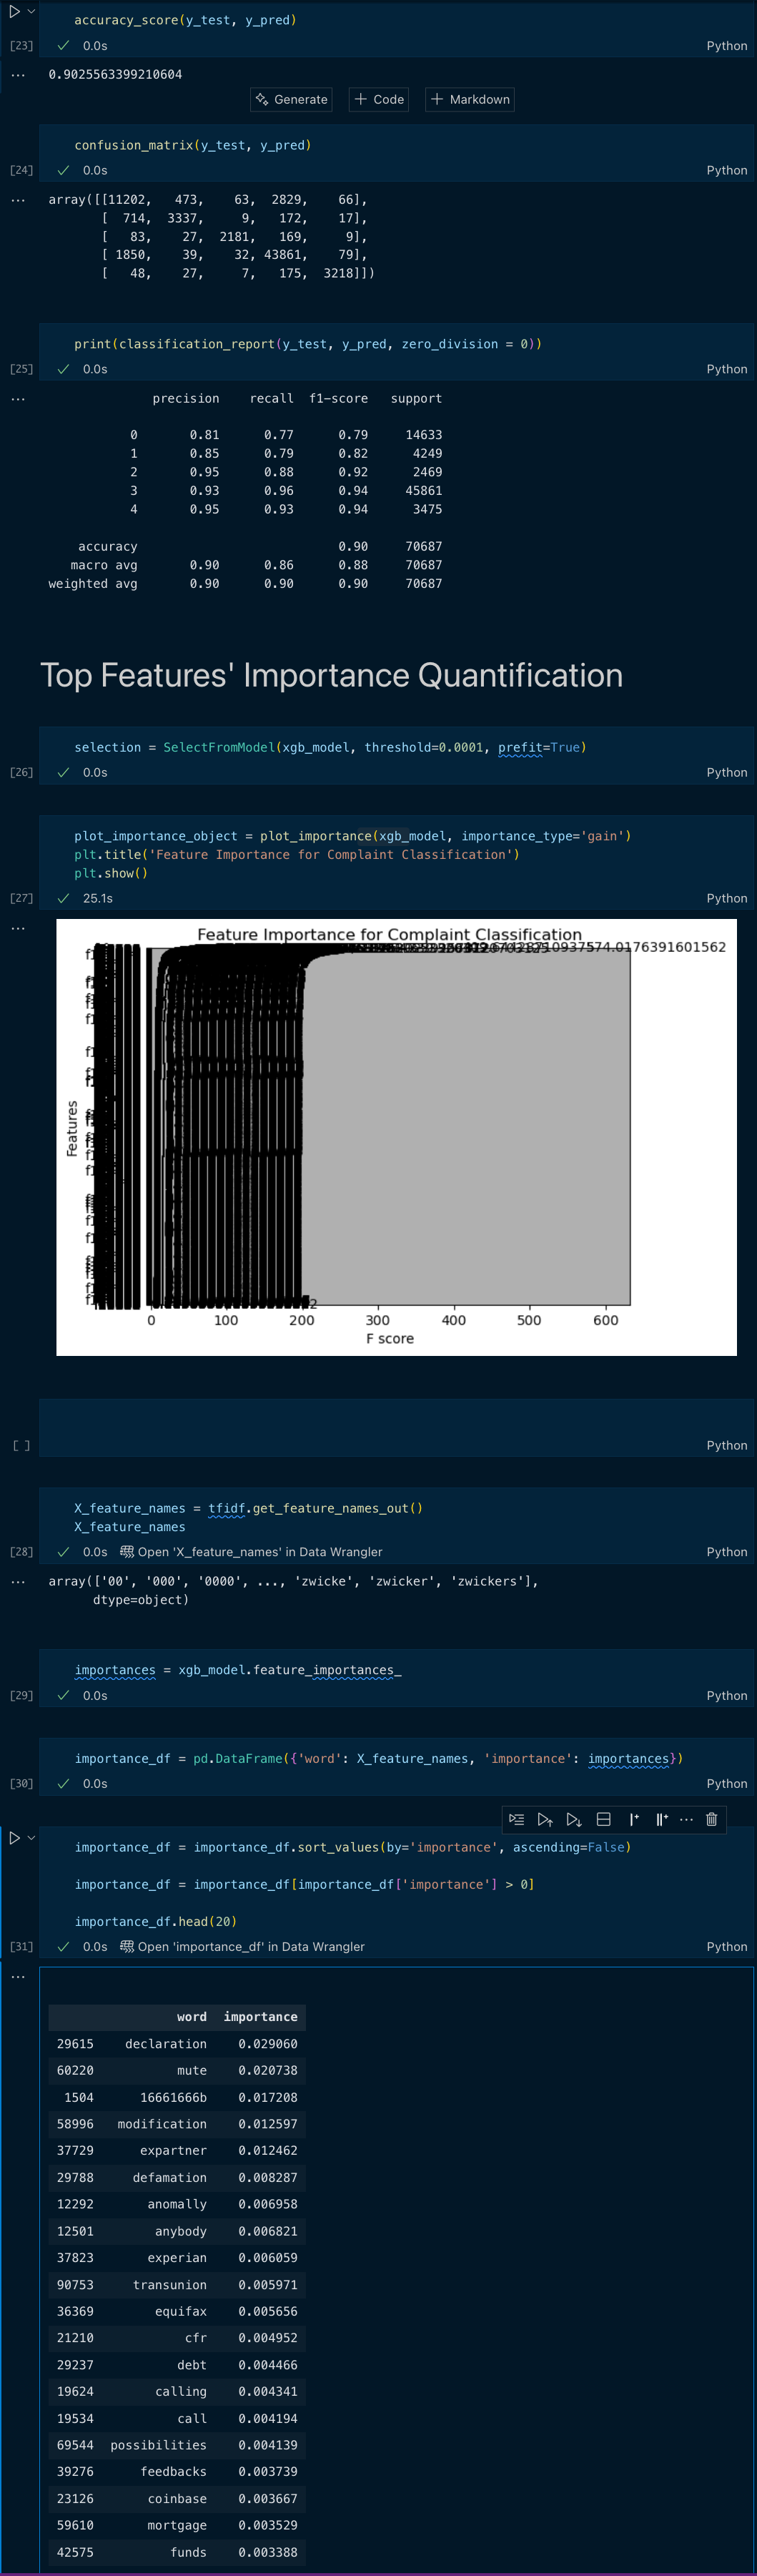 accuracy_score(y_test, y_pred)
[23] 0.0s Python
0.9025563399210604
Generate Code Markdown
confusion_matrix(y_test, y_pred)
[24] 0.0s Python
array([[11202, 473, 63, 2829, 66],
[ 714, 3337, 9, 172, 17],
[ 83, 27, 2181, 169, 9],
[ 1850, 39, 32, 43861, 79],
[ 48, 27, 7, 175, 3218]])
print(classification_report(y_test, y_pred, zero_division = 0))
[25] 0.0s Python
precision recall f1-score support
0 0.81 0.77 0.79 14633
1 0.85 0.79 0.82 4249
2 0.95 0.88 0.92 2469
3 0.93 0.96 0.94 45861
4 0.95 0.93 0.94 3475
accuracy 0.90 70687
macro avg 0.90 0.86 0.88 70687
weighted avg 0.90 0.90 0.90 70687
Top Features' Importance Quantification
selection = SelectFromModel(xgb_model, threshold=0.0001, prefit=True)
[26] 0.0s Python
plot_importance_object = plot_importance(xgb_model, importance_type='gain')
plt.title('Feature Importance for Complaint Classification')
plt.show()
[27] 25.1s Python
Feature Importance for Complaint Classification
Features
0 100 200 300 400 500 600
F score
[ ] Python
X_feature_names = tfidf.get_feature_names_out()
X_feature_names
[28] 0.0s Open 'X_feature_names' in Data Wrangler Python
array(['00', '000', '0000', ..., 'zwicke', 'zwicker', 'zwickers'],
dtype=object)
importances = xgb_model.feature_importances_
[29] 0.0s Python
importance_df = pd.DataFrame({'word': X_feature_names, 'importance': importances})
[30] 0.0s Python
importance_df = importance_df.sort_values(by='importance', ascending=False)
importance_df = importance_df[importance_df['importance'] > 0]
importance_df.head(20)
[31] 0.0s Open 'importance_df' in Data Wrangler Python
word importance
29615 declaration 0.029060
60220 mute 0.020738
1504 16661666b 0.017208
58996 modification 0.012597
37729 expartner 0.012462
29788 defamation 0.008287
12292 anomally 0.006958
12501 anybody 0.006821
37823 experian 0.006059
90753 transunion 0.005971
36369 equifax 0.005656
21210 cfr 0.004952
29237 debt 0.004466
19624 calling 0.004341
19534 call 0.004194
69544 possibilities 0.004139
39276 feedbacks 0.003739
23126 coinbase 0.003667
59610 mortgage 0.003529
42575 funds 0.003388